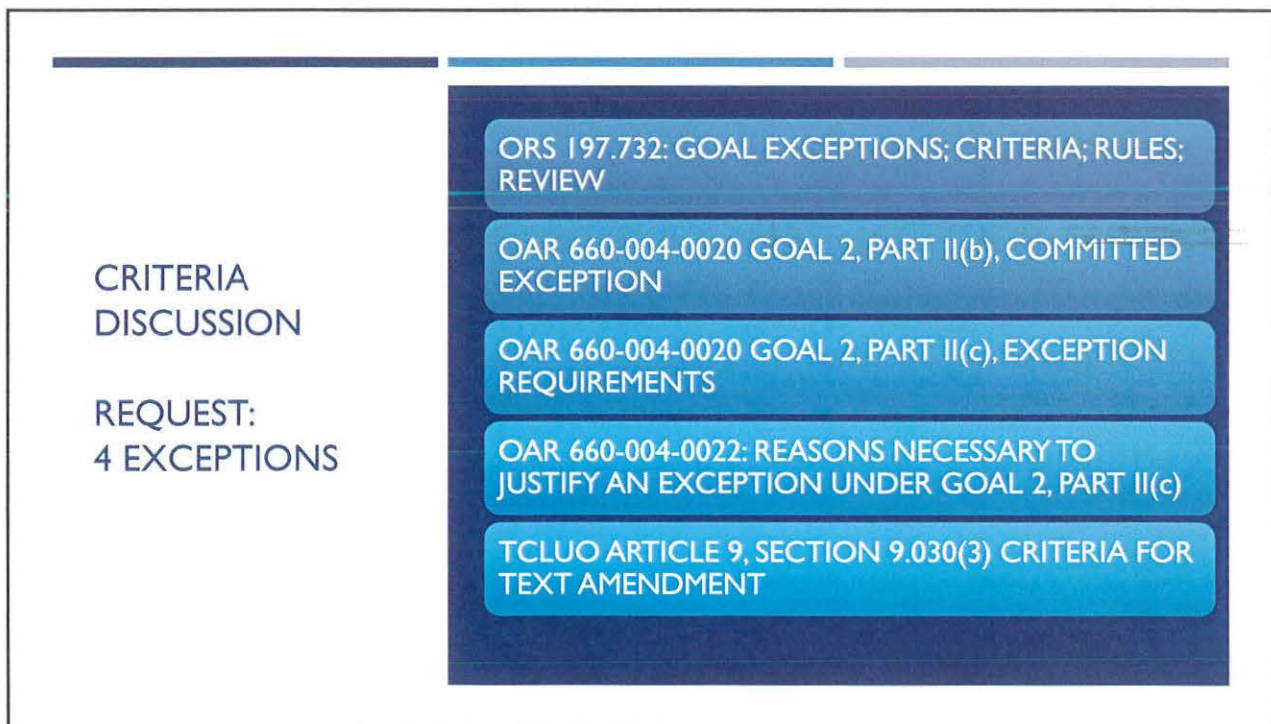 CRITERIA
DISCUSSION
REQUEST:
4 EXCEPTIONS
ORS 197.732: GOAL EXCEPTIONS; CRITERIA; RULES;
REVIEW
OAR 660-004-0020 GOAL 2, PART II(b), COMMITTED
EXCEPTION
OAR 660-004-0020 GOAL 2, PART II(c), EXCEPTION
REQUIREMENTS
OAR 660-004-0022: REASONS NECESSARY TO
JUSTIFY AN EXCEPTION UNDER GOAL 2, PART II(c)
TCLUO ARTICLE 9, SECTION 9.030(3) CRITERIA FOR
TEXT AMENDMENT